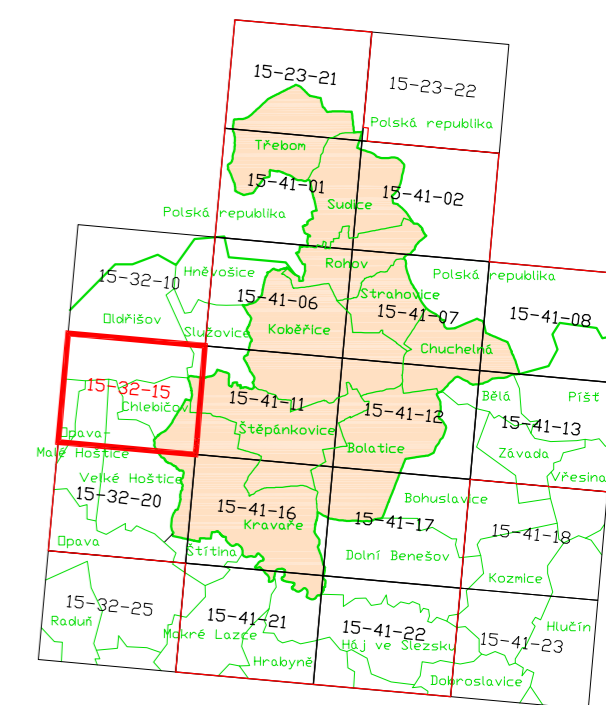 15-23-21
15-23-22
Polská republika
Třebom
15-41-01
15-41-02
Sudice
Polská republika
Hněvošice
Rohov
Polská republika
15-32-10
Strahovice
15-41-06
15-41-07
15-41-08
Oldřišov
Služovice
Kobeřice
Chuchelná
15-32-15
Bělá
Píšť
Chlebičov
15-41-11
15-41-12
15-41-13
Opava-
Malé Hoštice
Štěpánkovice
Bolatice
Závada
Velké Hoštice
Vřesina
15-32-20
Bohuslavice
15-41-16
Kravaře
15-41-17
15-41-18
Opava
Štítina
Dolní Benešov
Kozmice
15-32-25
Raduň
15-41-21
Mokré Lazce
15-41-22
Háj ve Slezsku
Hlučín
15-41-23
Hrabyně
Dobroslavice